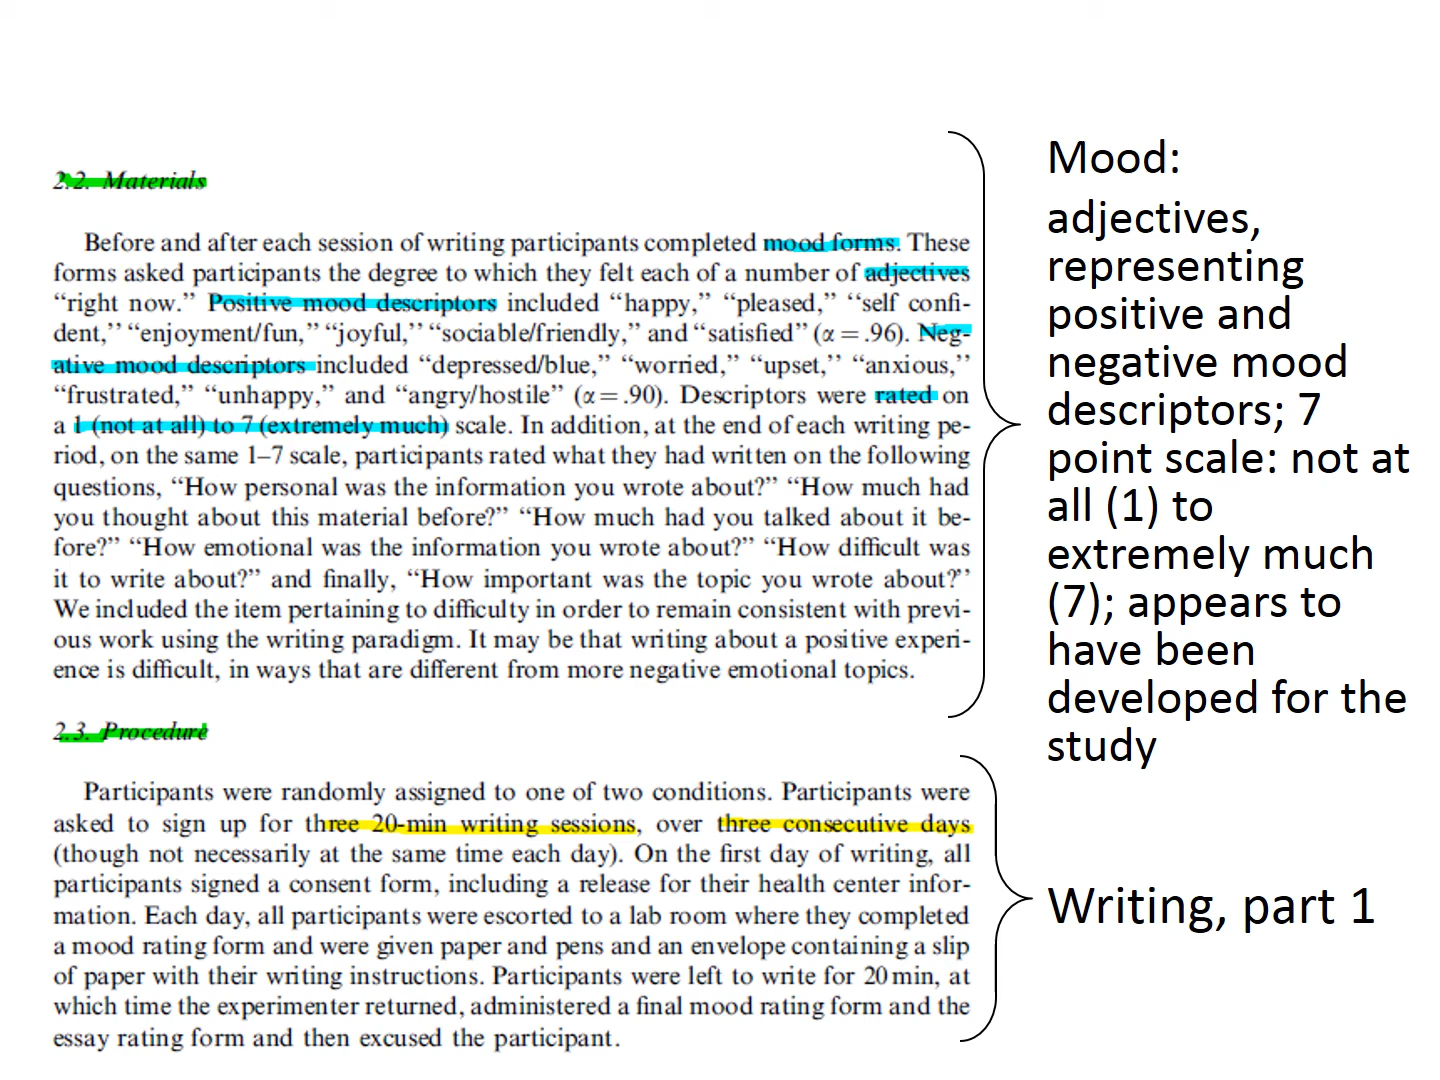 2.2. Materials
Before and after each session of writing participants completed mood forms. These
forms asked participants the degree to which they felt each of a number of adjectives
“right now.” Positive mood descriptors included “happy,” “pleased,” ‘‘self confi-
dent,’’ “enjoyment/fun,” “joyful,’’ “sociable/friendly,” and “satisfied” (α = .96). Neg-
ative mood descriptors included “depressed/blue,” “worried,” “upset,’’ “anxious,’’
“frustrated,” “unhappy,” and “angry/hostile” (α = .90). Descriptors were rated on
a 1 (not at all) to 7 (extremely much) scale. In addition, at the end of each writing pe-
riod, on the same 1–7 scale, participants rated what they had written on the following
questions, “How personal was the information you wrote about?” “How much had
you thought about this material before?” “How much had you talked about it be-
fore?” “How emotional was the information you wrote about?” “How difficult was
it to write about?” and finally, “How important was the topic you wrote about?’’
We included the item pertaining to difficulty in order to remain consistent with previ-
ous work using the writing paradigm. It may be that writing about a positive experi-
ence is difficult, in ways that are different from more negative emotional topics.
2.3. Procedure
Participants were randomly assigned to one of two conditions. Participants were
asked to sign up for three 20-min writing sessions, over three consecutive days
(though not necessarily at the same time each day). On the first day of writing, all
participants signed a consent form, including a release for their health center infor-
mation. Each day, all participants were escorted to a lab room where they completed
a mood rating form and were given paper and pens and an envelope containing a slip
of paper with their writing instructions. Participants were left to write for 20 min, at
which time the experimenter returned, administered a final mood rating form and the
essay rating form and then excused the participant.
Mood:
adjectives,
representing
positive and
negative mood
descriptors; 7
point scale: not at
all (1) to
extremely much
(7); appears to
have been
developed for the
study
Writing, part 1